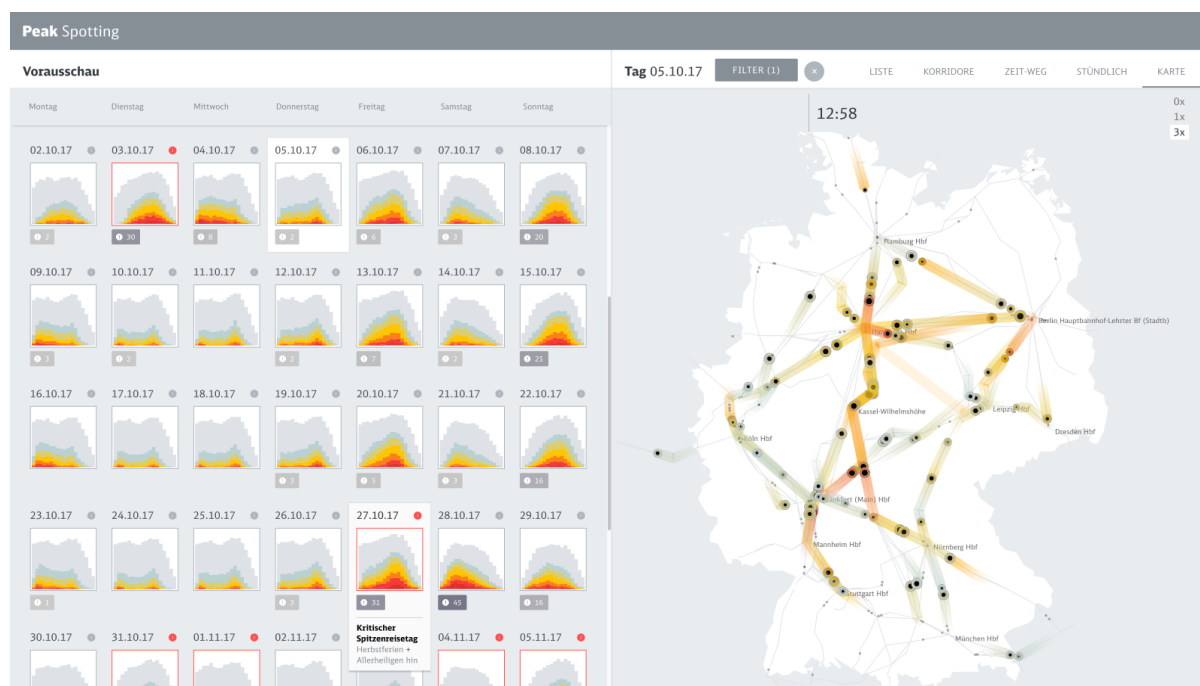 Peak Spotting
Vorausschau
Tag 05.10.17 FILTER (1) × LISTE KORRIDORE ZEIT-WEG STÜNDLICH KARTE
Montag Dienstag Mittwoch Donnerstag Freitag Samstag Sonntag
02.10.17 03.10.17 04.10.17 05.10.17 06.10.17 07.10.17 08.10.17
2 30 8 2 6 3 20
09.10.17 10.10.17 11.10.17 12.10.17 13.10.17 14.10.17 15.10.17
3 2 2 7 2 25
16.10.17 17.10.17 18.10.17 19.10.17 20.10.17 21.10.17 22.10.17
3 5 3 16
23.10.17 24.10.17 25.10.17 26.10.17 27.10.17 28.10.17 29.10.17
1 3 31 45 16
Kritischer
Spitzenreisetag
Herbstferien +
Allerheiligen hin
30.10.17 31.10.17 01.11.17 02.11.17 04.11.17 05.11.17
12:58
0x
1x
3x
Hamburg Hbf
Berlin Hauptbahnhof-Lehrter Bf (Stadtb)
Kassel-Wilhelmshöhe
Leipzig Hbf
Dresden Hbf
Köln Hbf
Frankfurt (Main) Hbf
Mannheim Hbf
Nürnberg Hbf
Stuttgart Hbf
München Hbf